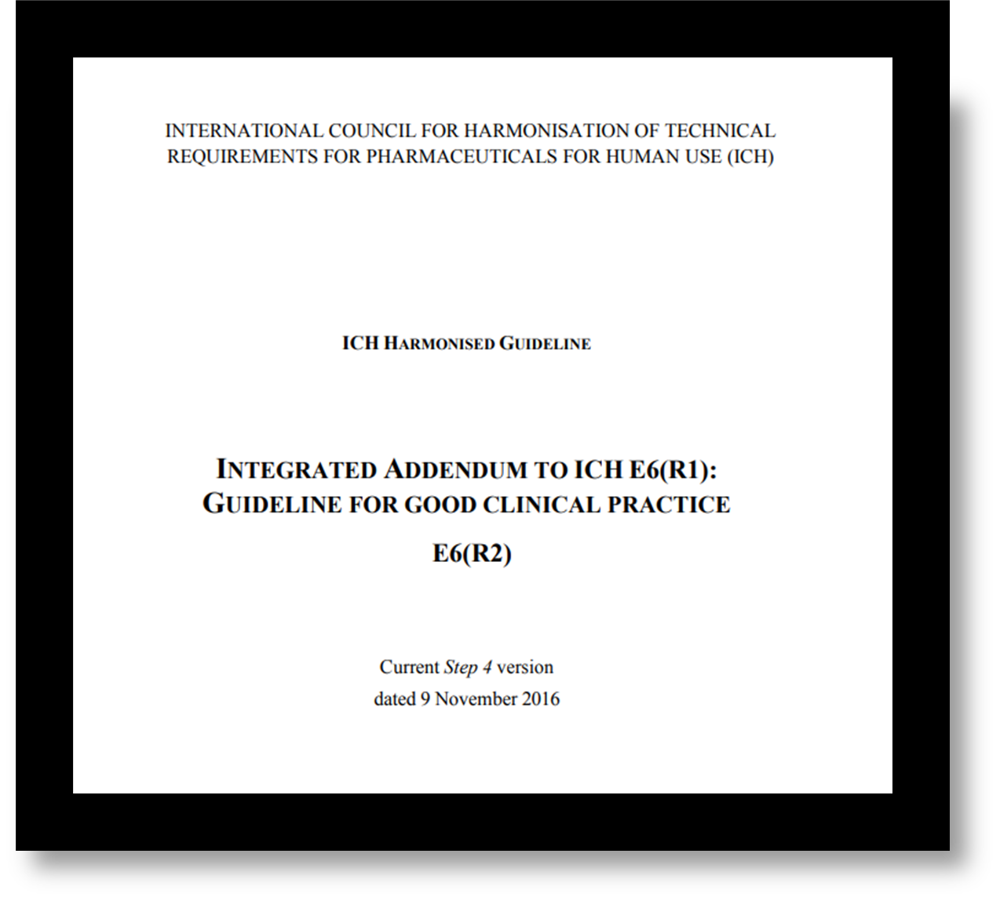 INTERNATIONAL COUNCIL FOR HARMONISATION OF TECHNICAL
REQUIREMENTS FOR PHARMACEUTICALS FOR HUMAN USE (ICH)
ICH HARMONISED GUIDELINE
INTEGRATED ADDENDUM TO ICH E6(R1):
GUIDELINE FOR GOOD CLINICAL PRACTICE
E6(R2)
Current Step 4 version
dated 9 November 2016